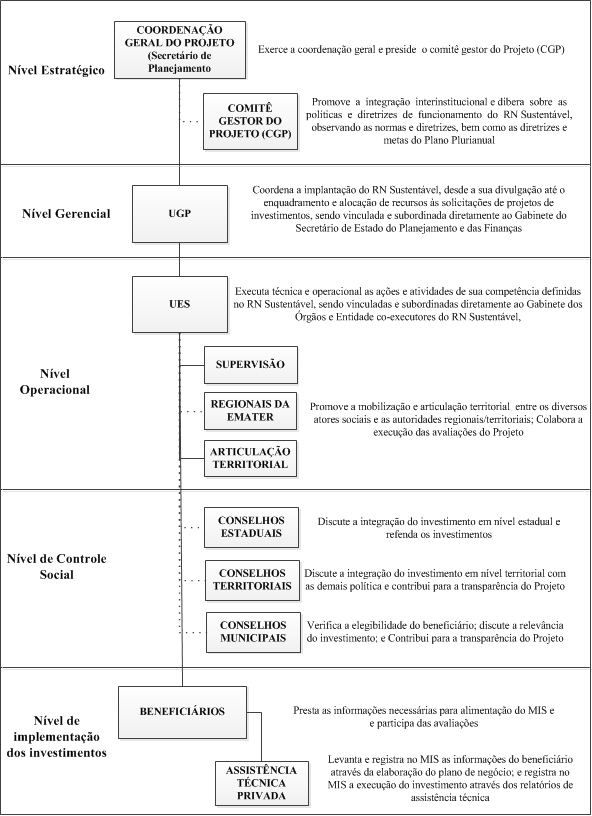 Nível Estratégico
COORDENAÇÃO
GERAL DO PROJETO
(Secretário de
Planejamento
Exerce a coordenação geral e preside o comitê gestor do Projeto (CGP)
COMITÊ
GESTOR DO
PROJETO (CGP)
Promove a integração interinstitucional e dibera sobre as
políticas e diretrizes de funcionamento do RN Sustentável,
observando as normas e diretrizes, bem como as diretrizes e
metas do Plano Plurianual
Nível Gerencial
UGP
Coordena a implantação do RN Sustentável, desde a sua divulgação até o
enquadramento e alocação de recursos às solicitações de projetos de
investimentos, sendo vinculada e subordinada diretamente ao Gabinete do
Secretário de Estado do Planejamento e das Finanças
Nível
Operacional
UES
Executa técnica e operacional as ações e atividades de sua competência definidas
no RN Sustentável, sendo vinculadas e subordinadas diretamente ao Gabinete dos
Órgãos e Entidade co-executores do RN Sustentável,
SUPERVISÃO
REGIONAIS DA
EMATER
Promove a mobilização e articulação territorial entre os diversos
atores sociais e as autoridades regionais/territoriais; Colabora a
execução das avaliações do Projeto
ARTICULAÇÃO
TERRITORIAL
Nível de Controle
Social
CONSELHOS
ESTADUAIS
Discute a integração do investimento em nível estadual e
refenda os investimentos
CONSELHOS
TERRITORIAIS
Discute a integração do investimento em nível territorial com
as demais política e contribui para a transparência do Projeto
CONSELHOS
MUNICIPAIS
Verifica a elegibilidade do beneficiário; discute a relevância
do investimento; e Contribui para a transparência do Projeto
Nível de
implementação
dos investimentos
BENEFICIÁRIOS
Presta as informações necessárias para alimentação do MIS e
e participa das avaliações
ASSISTÊNCIA
TÉCNICA
PRIVADA
Levanta e registra no MIS as informações do beneficiário
através da elaboração do plano de negócio; e registra no
MIS a execução do investimento através dos relatórios de
assistência técnica